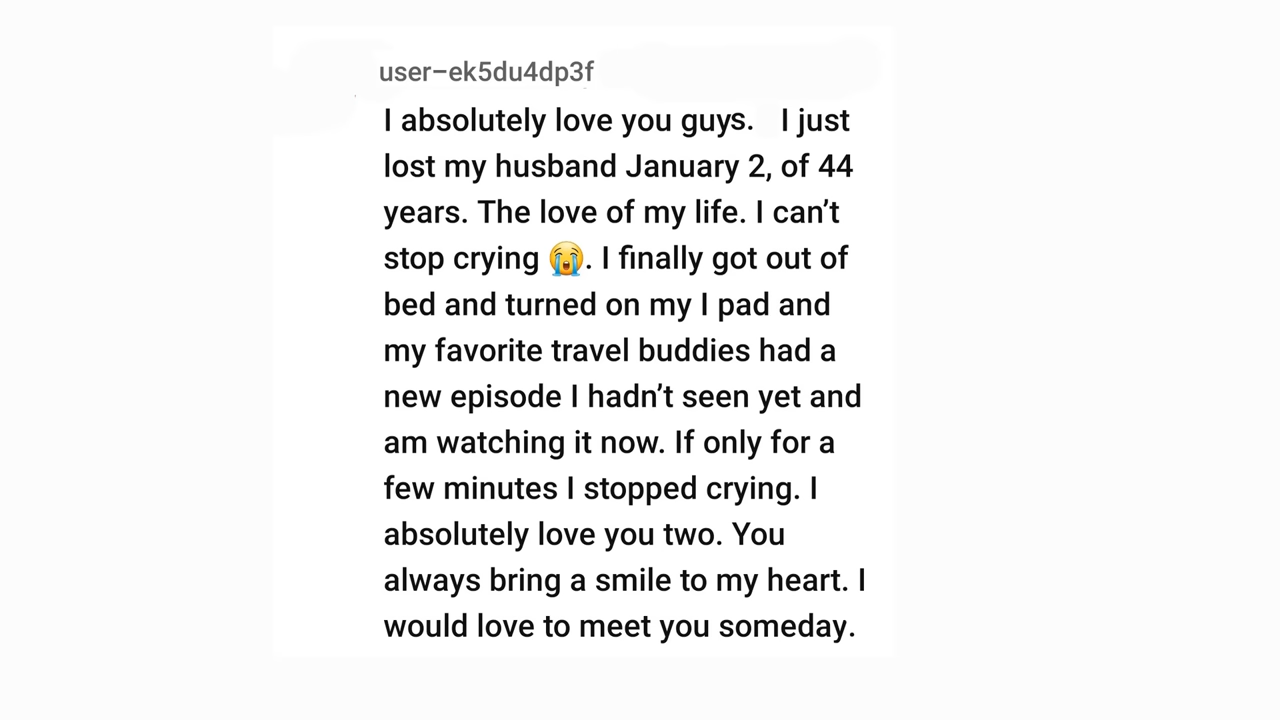 user-ek5du4dp3f
I absolutely love you guys. I just
lost my husband January 2, of 44
years. The love of my life. I can't
stop crying 😭. I finally got out of
bed and turned on my I pad and
my favorite travel buddies had a
new episode I hadn't seen yet and
am watching it now. If only for a
few minutes I stopped crying. I
absolutely love you two. You
always bring a smile to my heart. I
would love to meet you someday.